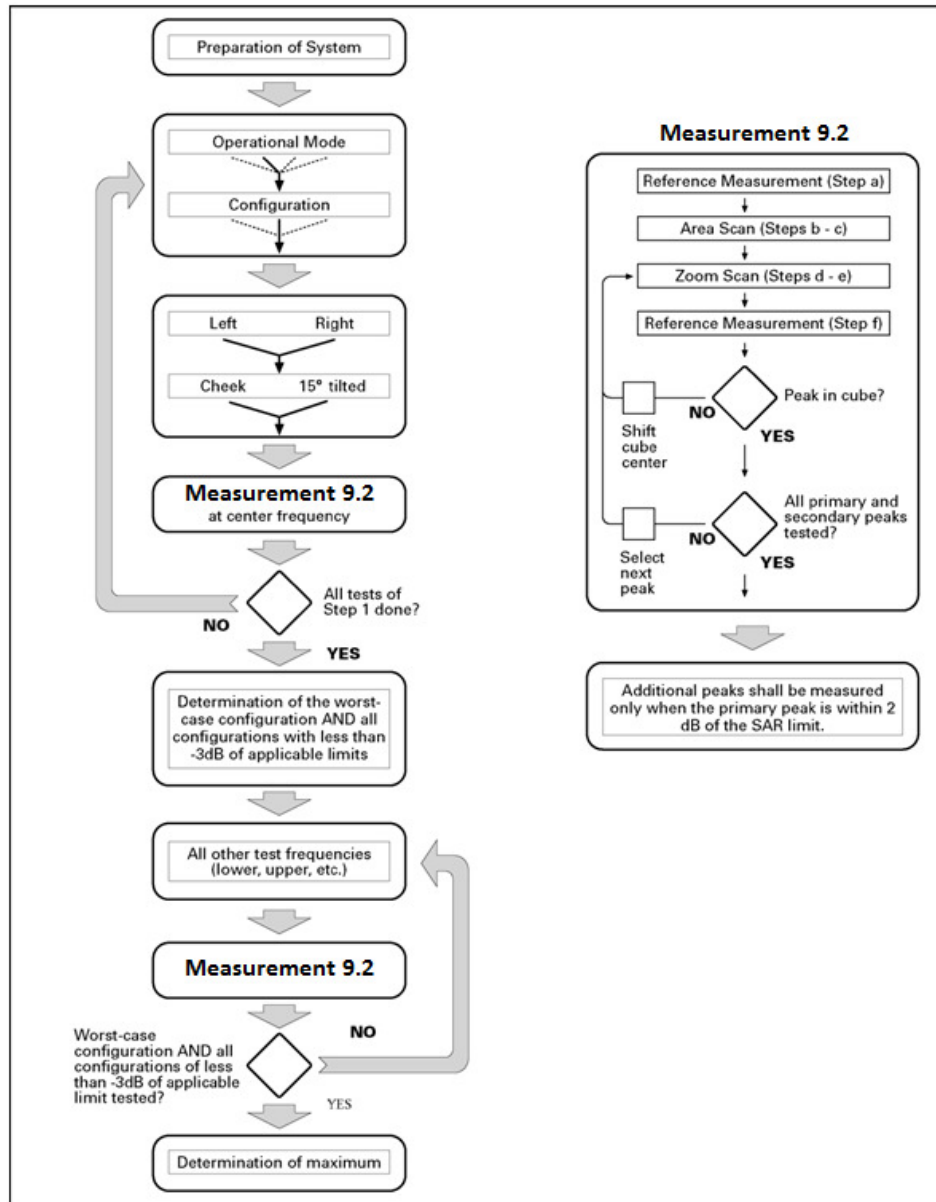 Preparation of System
Operational Mode
Configuration
Left Right
Cheek 15° tilted
Measurement 9.2
at center frequency
All tests of
Step 1 done?
NO
YES
Determination of the worst-
case configuration AND all
configurations with less than
-3dB of applicable limits
All other test frequencies
(lower, upper, etc.)
Measurement 9.2
NO
Worst-case
configuration AND all
configurations of less
than -3dB of applicable
limit tested?
YES
Determination of maximum
Measurement 9.2
Reference Measurement (Step a)
Area Scan (Steps b - c)
Zoom Scan (Steps d - e)
Reference Measurement (Step f)
Peak in cube?
NO
YES
Shift
cube
center
All primary and
secondary peaks
tested?
NO
YES
Select
next
peak
Additional peaks shall be measured
only when the primary peak is within 2
dB of the SAR limit.